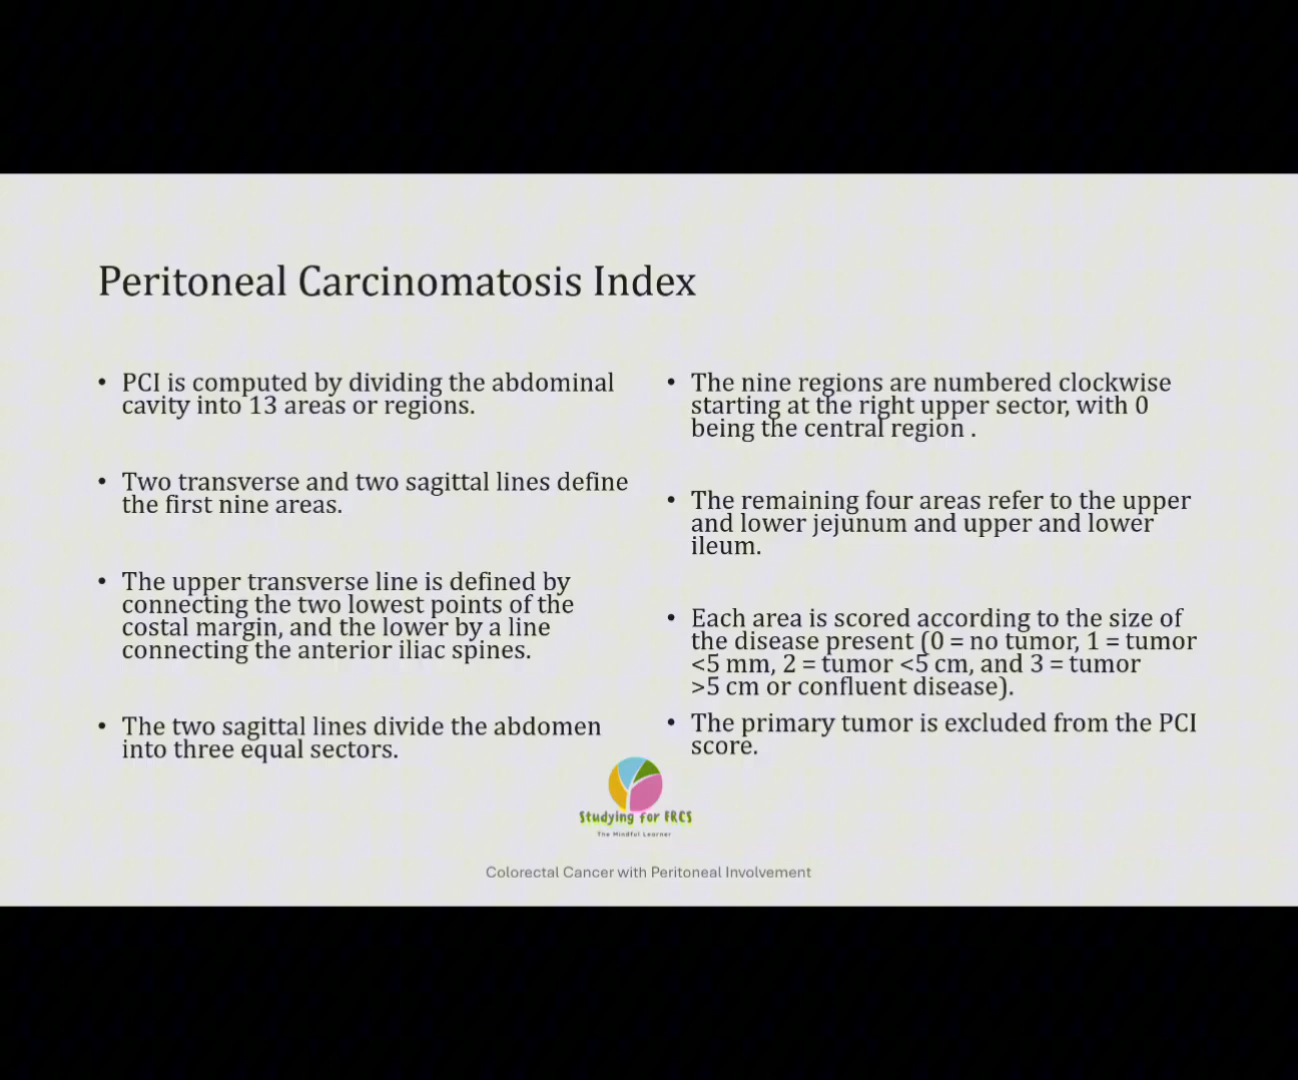 Peritoneal Carcinomatosis Index
• PCI is computed by dividing the abdominal
cavity into 13 areas or regions.
• Two transverse and two sagittal lines define
the first nine areas.
• The upper transverse line is defined by
connecting the two lowest points of the
costal margin, and the lower by a line
connecting the anterior iliac spines.
• The two sagittal lines divide the abdomen
into three equal sectors.
• The nine regions are numbered clockwise
starting at the right upper sector, with 0
being the central region .
• The remaining four areas refer to the upper
and lower jejunum and upper and lower
ileum.
• Each area is scored according to the size of
the disease present (0 = no tumor, 1 = tumor
<5 mm, 2 = tumor <5 cm, and 3 = tumor
>5 cm or confluent disease).
• The primary tumor is excluded from the PCI
score.
Studying for FRCS
The Mindful Learner
Colorectal Cancer with Peritoneal Involvement